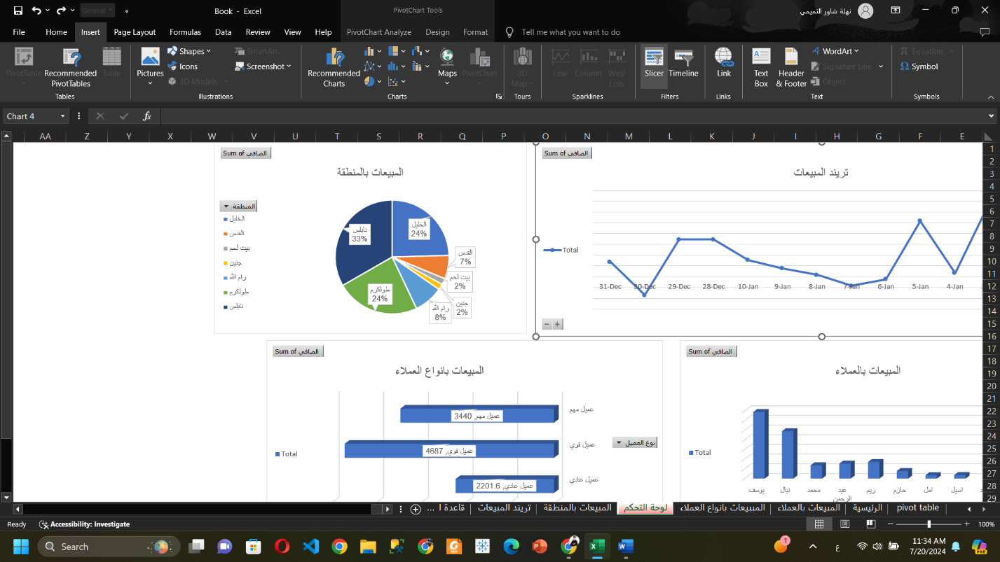 General
Book - Excel
PivotChart Tools
نهلة شاور التميمي
File Home Insert Page Layout Formulas Data Review View Help PivotChart Analyze Design Format Tell me what you want to do
PivotTable
Recommended PivotTables
Table
Tables
Pictures
Shapes
Icons
3D Models
SmartArt
Screenshot
Illustrations
Recommended Charts
Maps
PivotChart
Charts
3D Map
Tours
Line
Column
Win/ Loss
Sparklines
Slicer
Timeline
Filters
Link
Links
Text Box
Header & Footer
WordArt
Signature Line
Object
Text
Equation
Symbol
Symbols
Chart 4
fx
AA Z Y X W V U T S R Q P O N M L K J I H G F E
1
2
3
4
5
6
7
8
9
10
11
12
13
14
15
16
17
18
19
20
21
22
23
24
25
26
27
28
29
Sum of الصافي
المبيعات بالمنطقة
المنطقة
الخليل
القدس
بيت لحم
جنين
رام الله
طولكرم
نابلس
نابلس
33%
الخليل
24%
القدس
7%
بيت لحم
2%
جنين
2%
رام الله
8%
طولكرم
24%
Sum of الصافي
تريند المبيعات
Total
31-Dec 30-Dec 29-Dec 28-Dec 10-Jan 9-Jan 8-Jan 7-Jan 6-Jan 5-Jan 4-Jan
Sum of الصافي
المبيعات بانواع العملاء
Total
عميل مهم, 3440
عميل مهم
عميل قوي, 4687
عميل قوي
عميل عادي, 2201.6
عميل عادي
نوع العميل
Sum of الصافي
المبيعات بالعملاء
Total
يوسف نيال محمد عبد الرحمن ريم حازم امل اسيل
قاعدة ا ...
تريند المبيعات
المبيعات بالمنطقة
لوحة التحكم
المبيعات بانواع العملاء
المبيعات بالعملاء
الرئيسية
pivot table
Ready
Accessibility: Investigate
100%
Search
1
ع
11:34 AM
7/20/2024
PRE